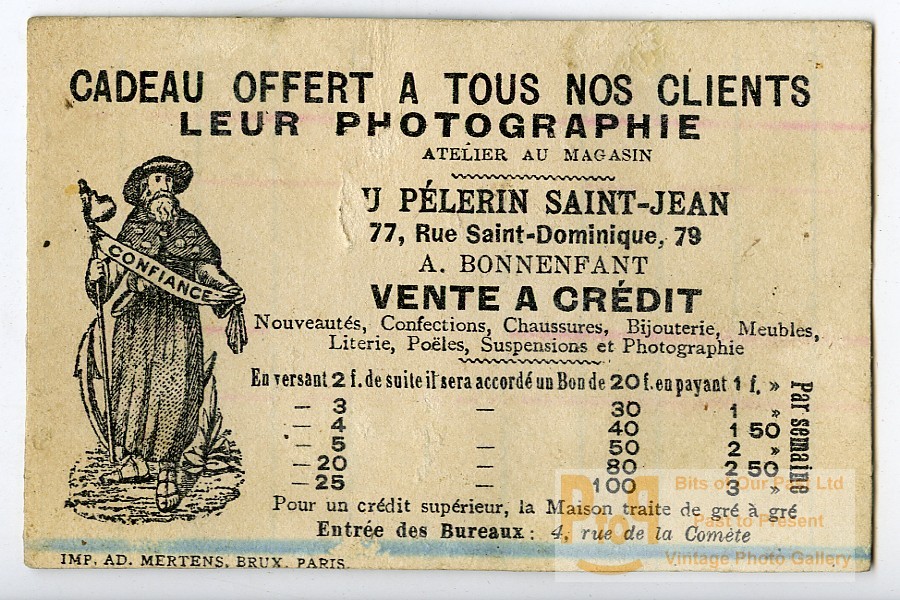 CADEAU OFFERT A TOUS NOS CLIENTS
LEUR PHOTOGRAPHIE
ATELIER AU MAGASIN
U PÉLERIN SAINT-JEAN
77, Rue Saint-Dominique, 79
A. BONNENFANT
CONFIANCE
VENTE A CRÉDIT
Nouveautés, Confections, Chaussures, Bijouterie, Meubles,
Literie, Poëles, Suspensions et Photographie
En versant 2 f. de suite il sera accordé un Bon de 20 f. en payant 1 f. »
— 3 — 30 1 »
— 4 40 1 50
— 5 — 50 2 »
— 20 80 2 50
— 25 — 100 3 »
Par semaine
Pour un crédit supérieur, la Maison traite de gré à gré
Entrée des Bureaux : 4, rue de la Comète
IMP. AD. MERTENS, BRUX. PARIS.
PtoP
Bits of Our Past Ltd
Past to Present
Vintage Photo Gallery